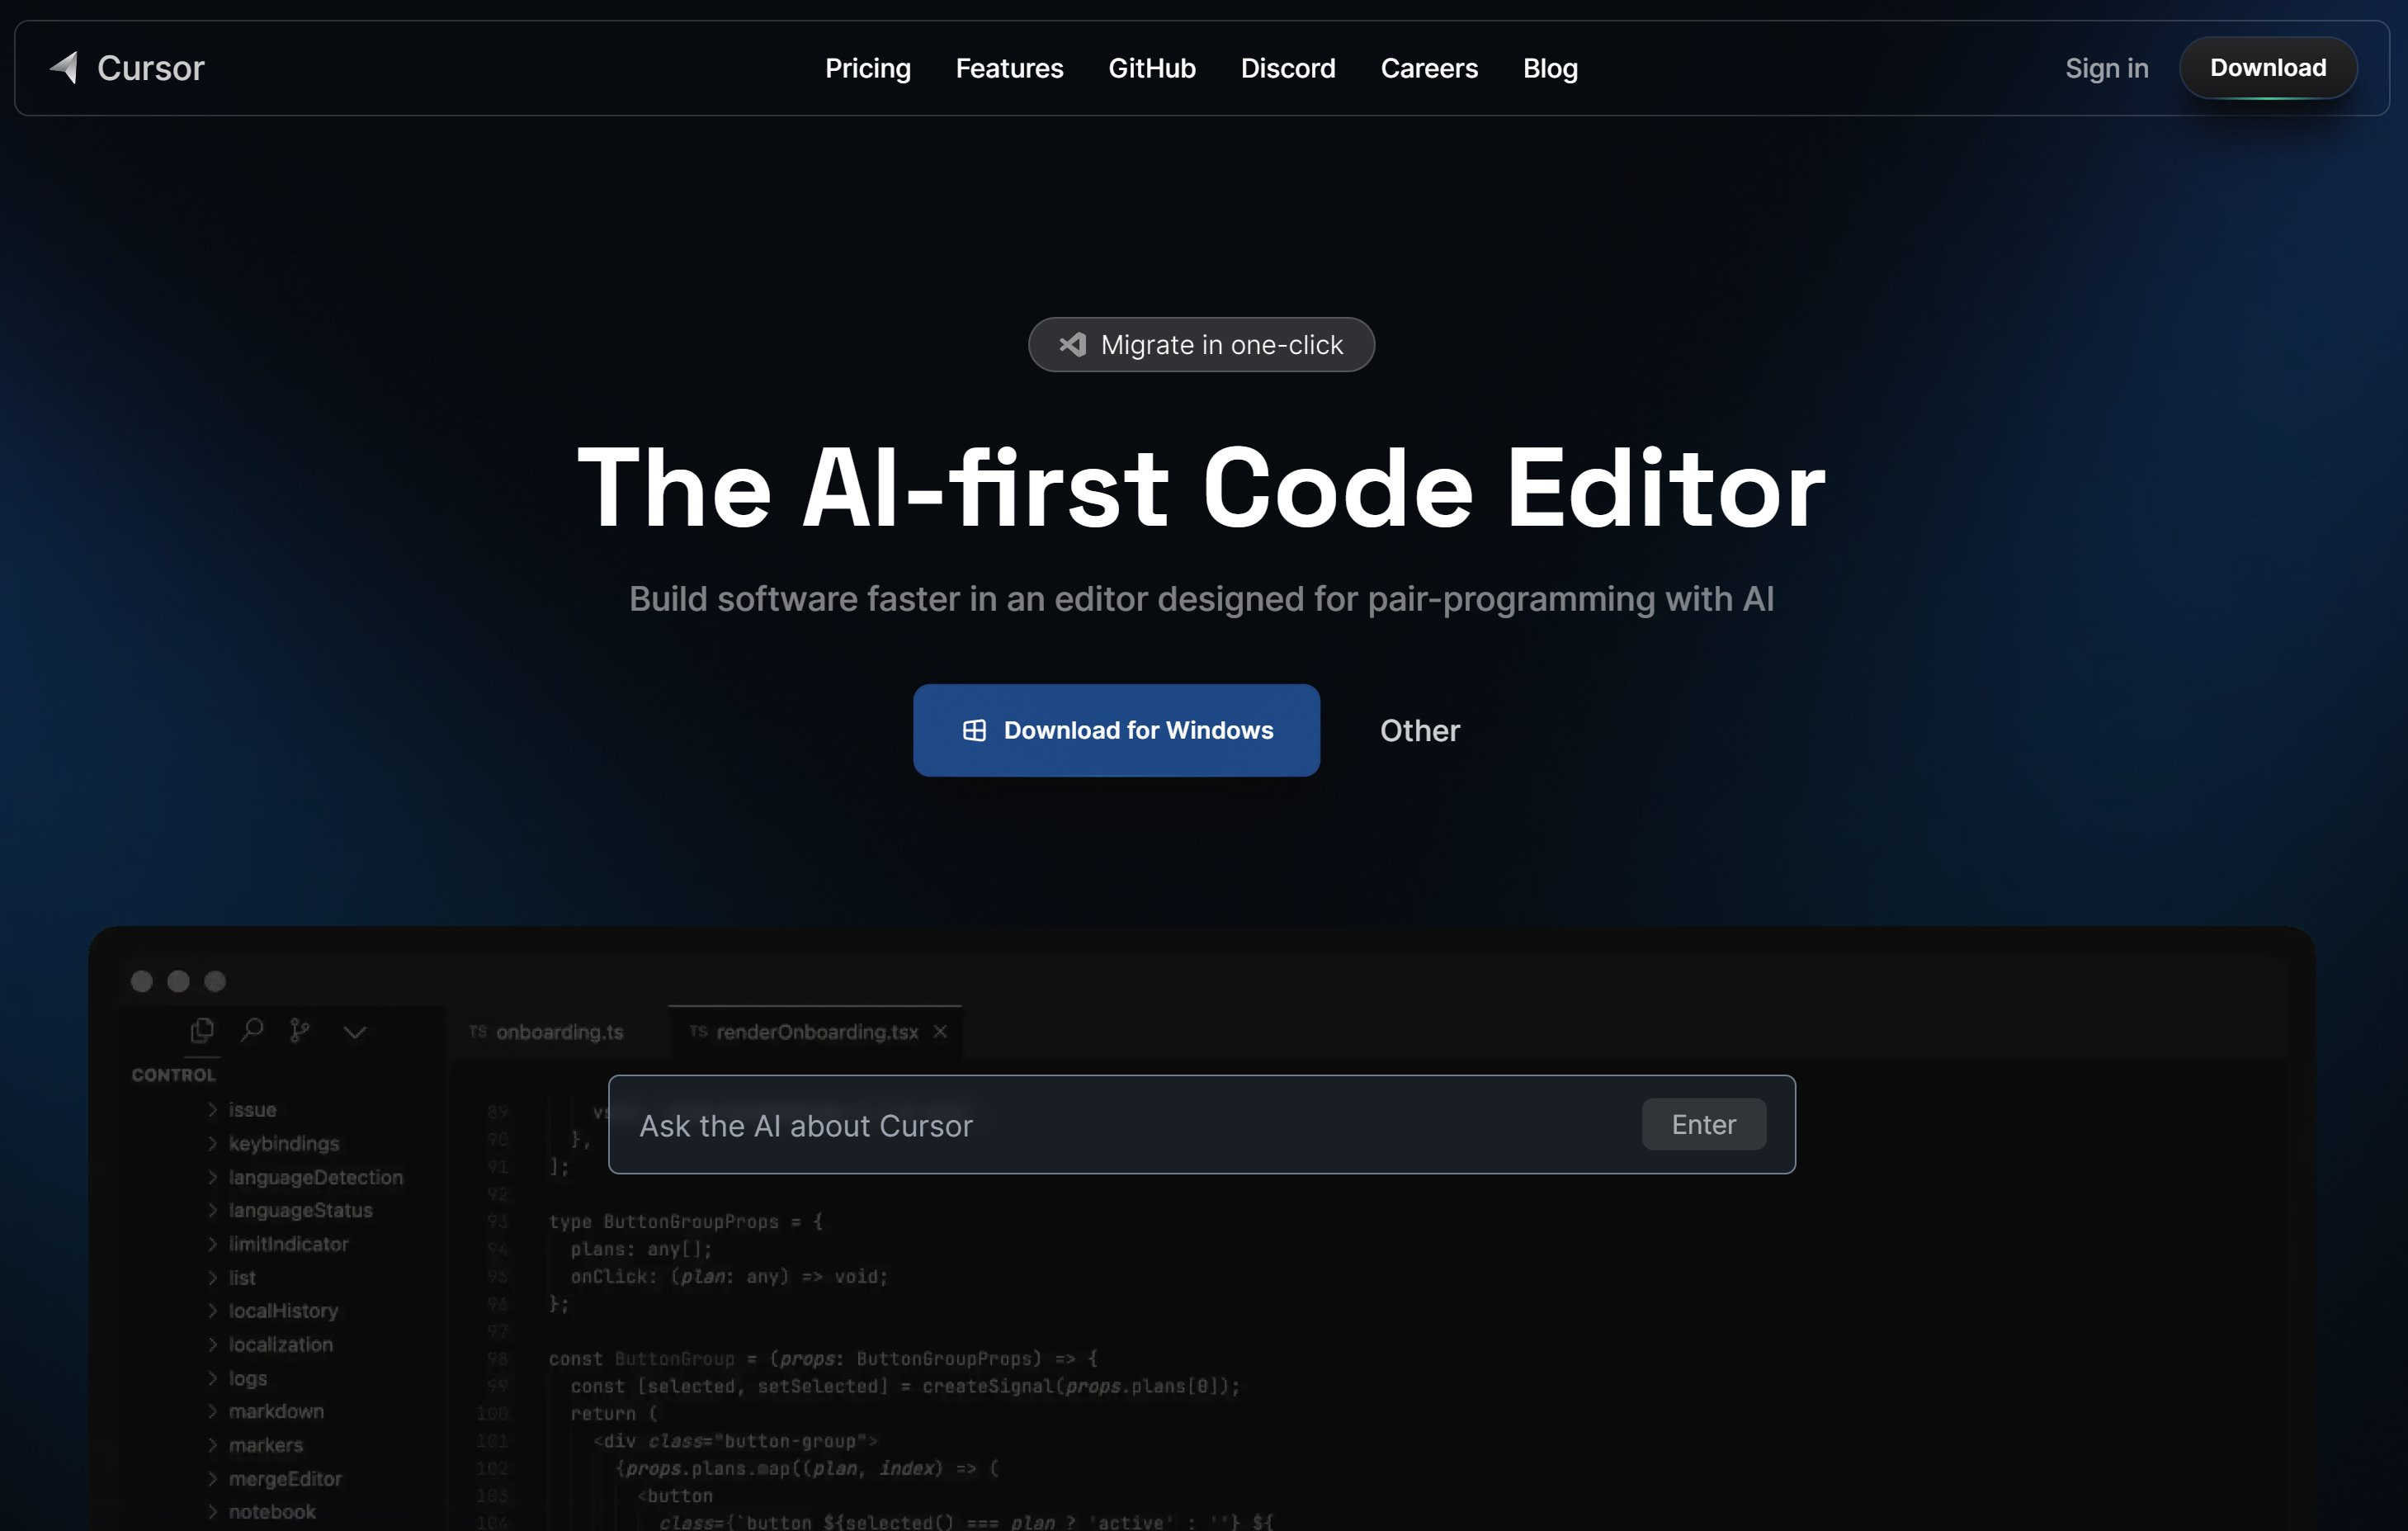 Cursor
Pricing Features GitHub Discord Careers Blog
Sign in Download
Migrate in one-click
The AI-first Code Editor
Build software faster in an editor designed for pair-programming with AI
Download for Windows Other
TS onboarding.ts TS renderOnboarding.tsx
CONTROL
issue
keybindings
languageDetection
languageStatus
limitIndicator
list
localHistory
localization
logs
markdown
markers
mergeEditor
notebook
Ask the AI about Cursor Enter
89
90 },
91 ];
92
93 type ButtonGroupProps = {
94 plans: any[];
95 onClick: (plan: any) => void;
96 };
97
98 const ButtonGroup = (props: ButtonGroupProps) => {
99 const [selected, setSelected] = createSignal(props.plans[0]);
100 return (
101 <div class="button-group">
102 {props.plans.map((plan, index) => (
103 <button
104 class={`button ${selected() === plan ? 'active' : ''} ${